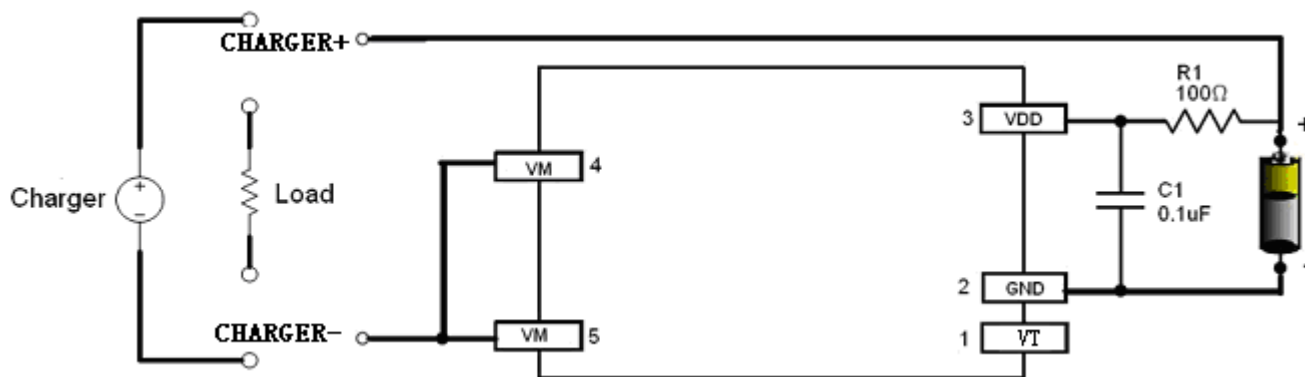 CHARGER+
R1
100Ω
3
VDD
+
VM
4
Charger
+
−
Load
C1
0.1uF
2
GND
-
CHARGER−
VM
5
1
VT